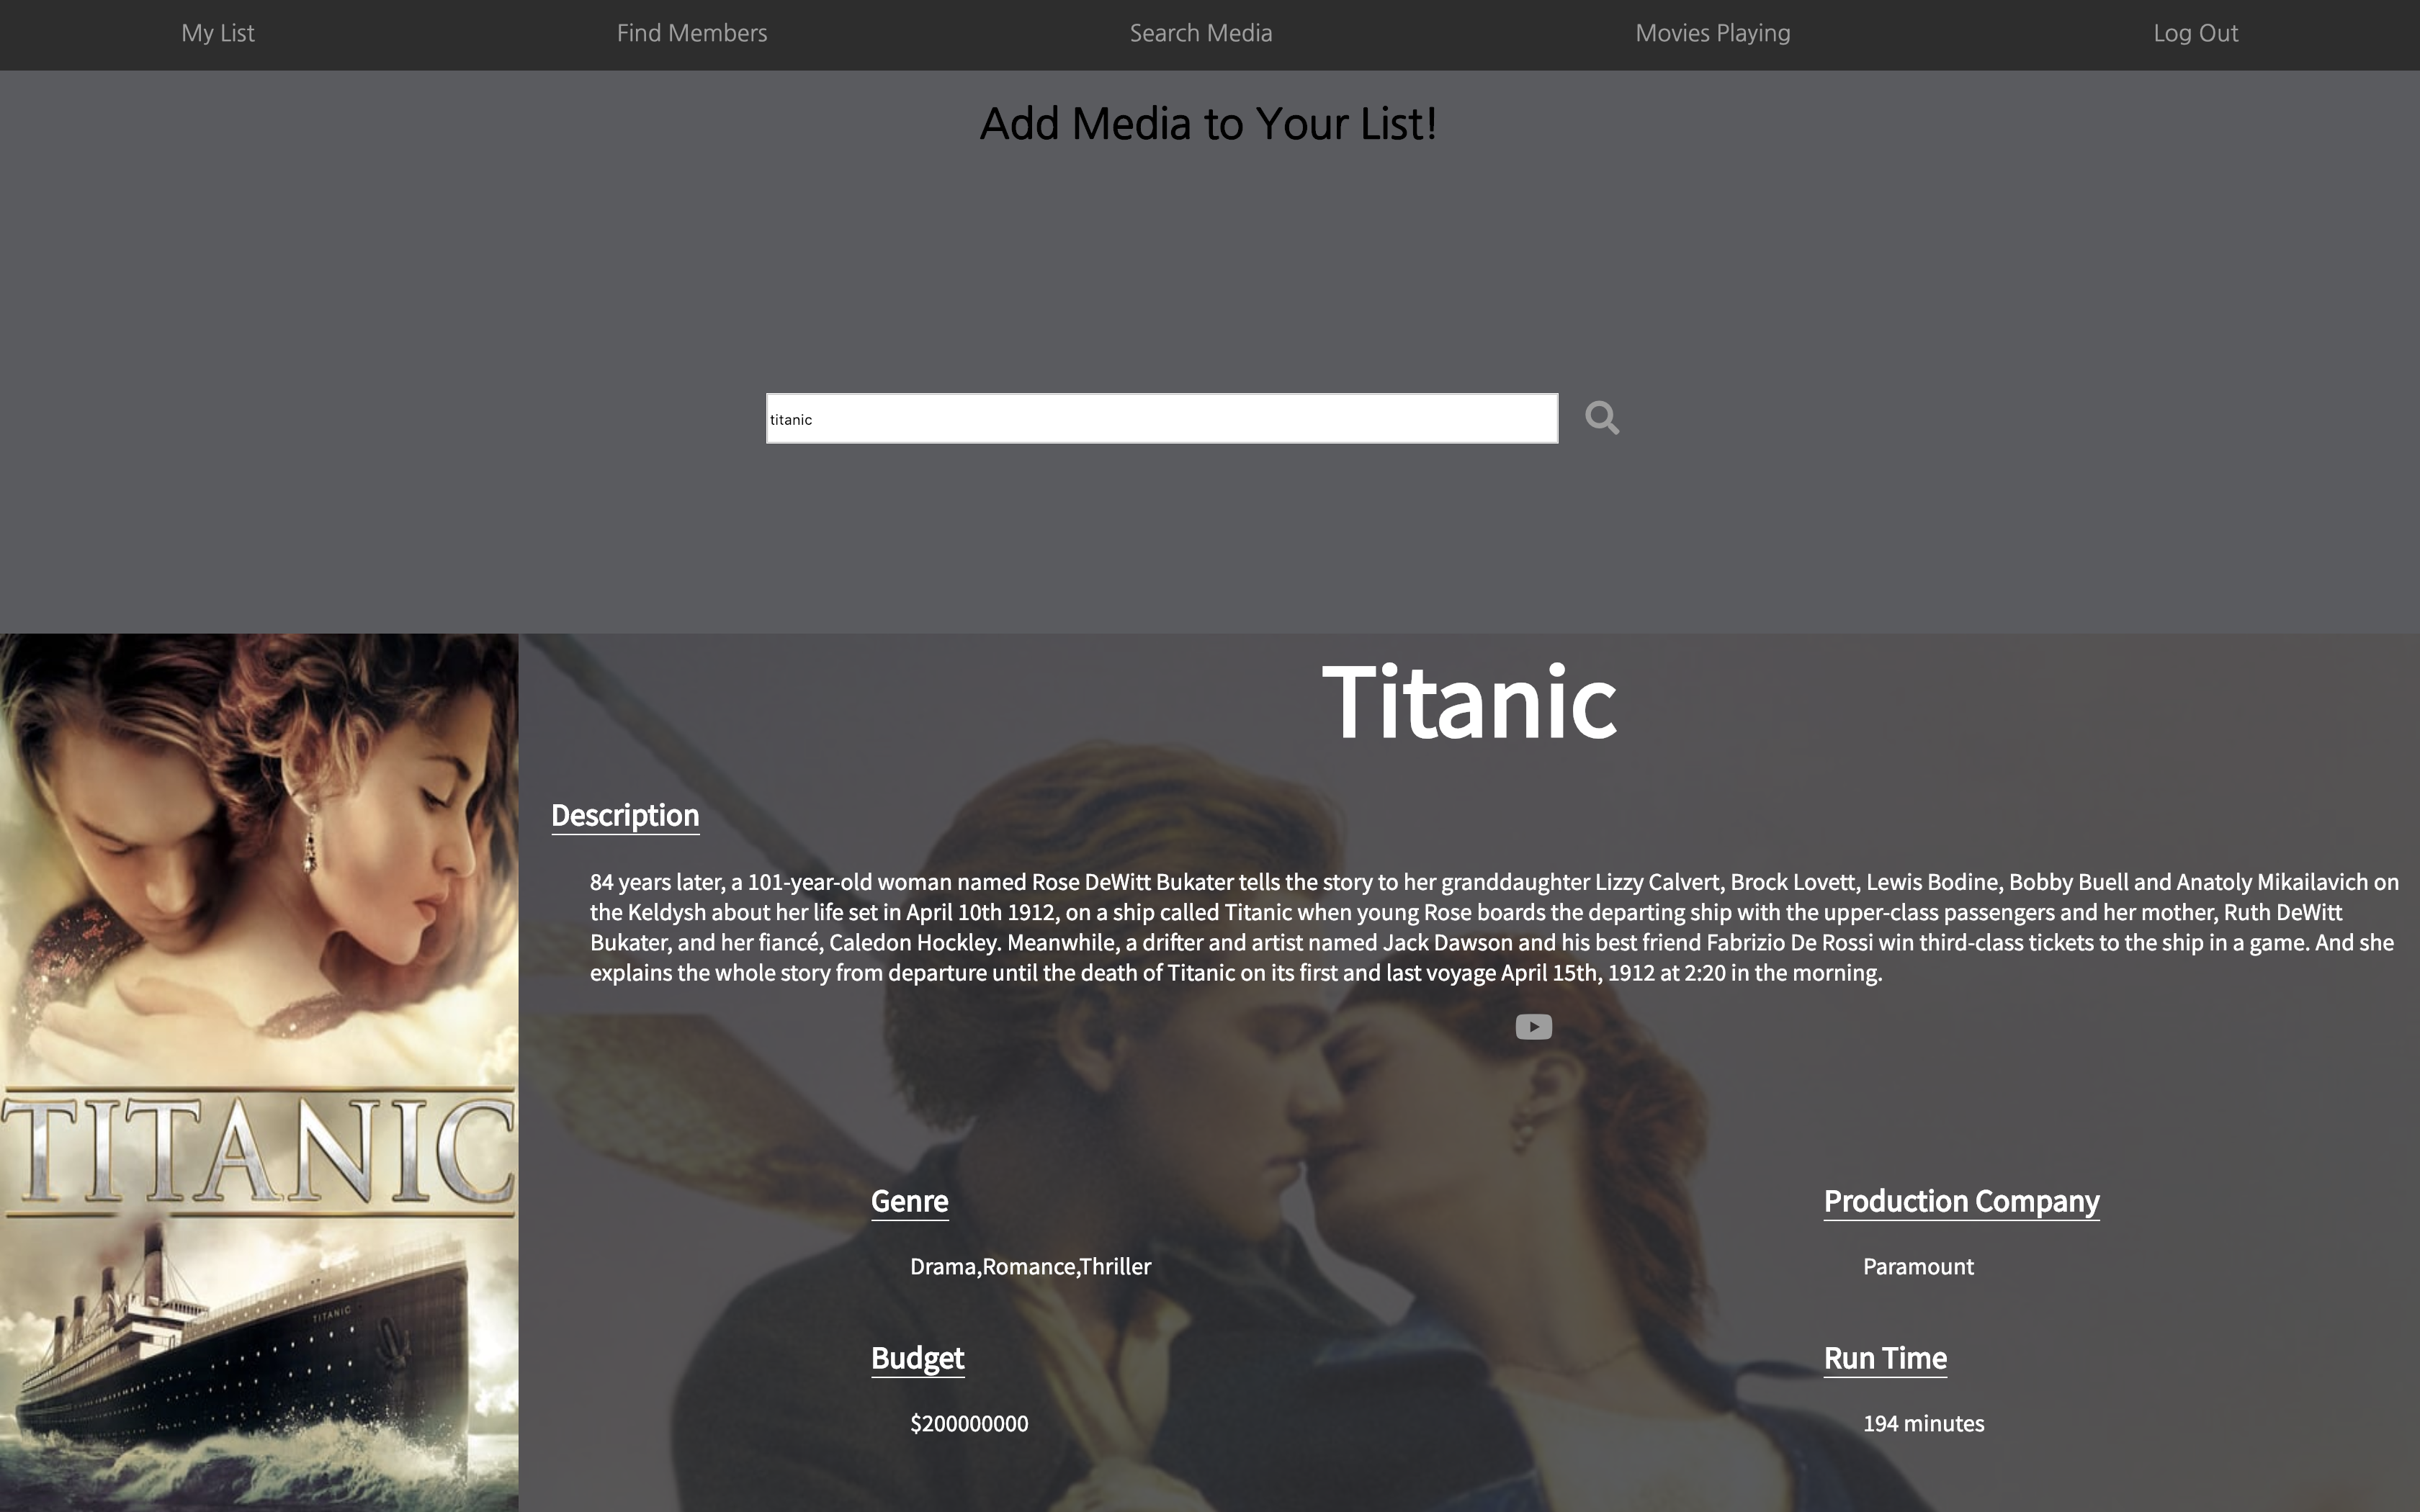 My List Find Members Search Media Movies Playing Log Out
Add Media to Your List!
titanic
Titanic
Description
84 years later, a 101-year-old woman named Rose DeWitt Bukater tells the story to her granddaughter Lizzy Calvert, Brock Lovett, Lewis Bodine, Bobby Buell and Anatoly Mikailavich on
the Keldysh about her life set in April 10th 1912, on a ship called Titanic when young Rose boards the departing ship with the upper-class passengers and her mother, Ruth DeWitt
Bukater, and her fiancé, Caledon Hockley. Meanwhile, a drifter and artist named Jack Dawson and his best friend Fabrizio De Rossi win third-class tickets to the ship in a game. And she
explains the whole story from departure until the death of Titanic on its first and last voyage April 15th, 1912 at 2:20 in the morning.
TITANIC
TITANIC
Genre
Drama,Romance,Thriller
Production Company
Paramount
Budget
$200000000
Run Time
194 minutes